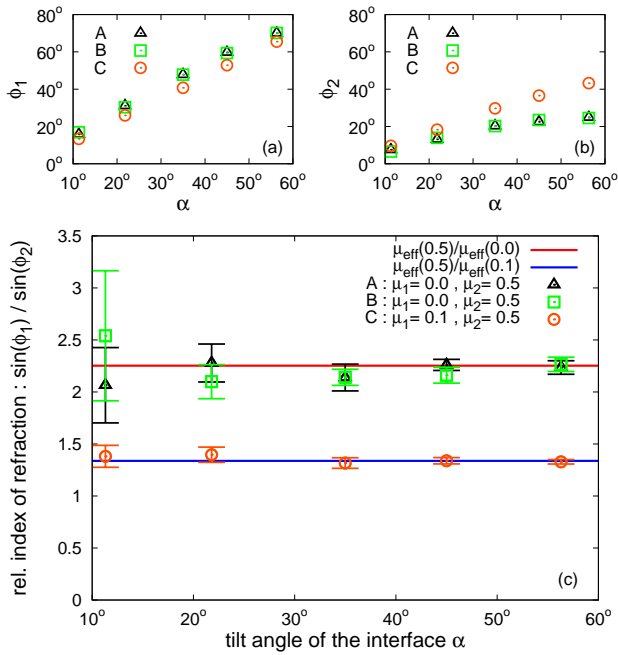 80°
60°
40°
20°
0°
ϕ₁
A
B
C
(a)
10° 20° 30° 40° 50° 60°
α
80°
60°
40°
20°
0°
ϕ₂
A
B
C
(b)
10° 20° 30° 40° 50° 60°
α
rel. index of refraction : sin(ϕ₁) / sin(ϕ₂)
3.5
3
2.5
2
1.5
1
0.5
0
μeff(0.5)/μeff(0.0)
μeff(0.5)/μeff(0.1)
A : μ₁= 0.0 , μ₂= 0.5
B : μ₁= 0.0 , μ₂= 0.5
C : μ₁= 0.1 , μ₂= 0.5
(c)
10° 20° 30° 40° 50° 60°
tilt angle of the interface α